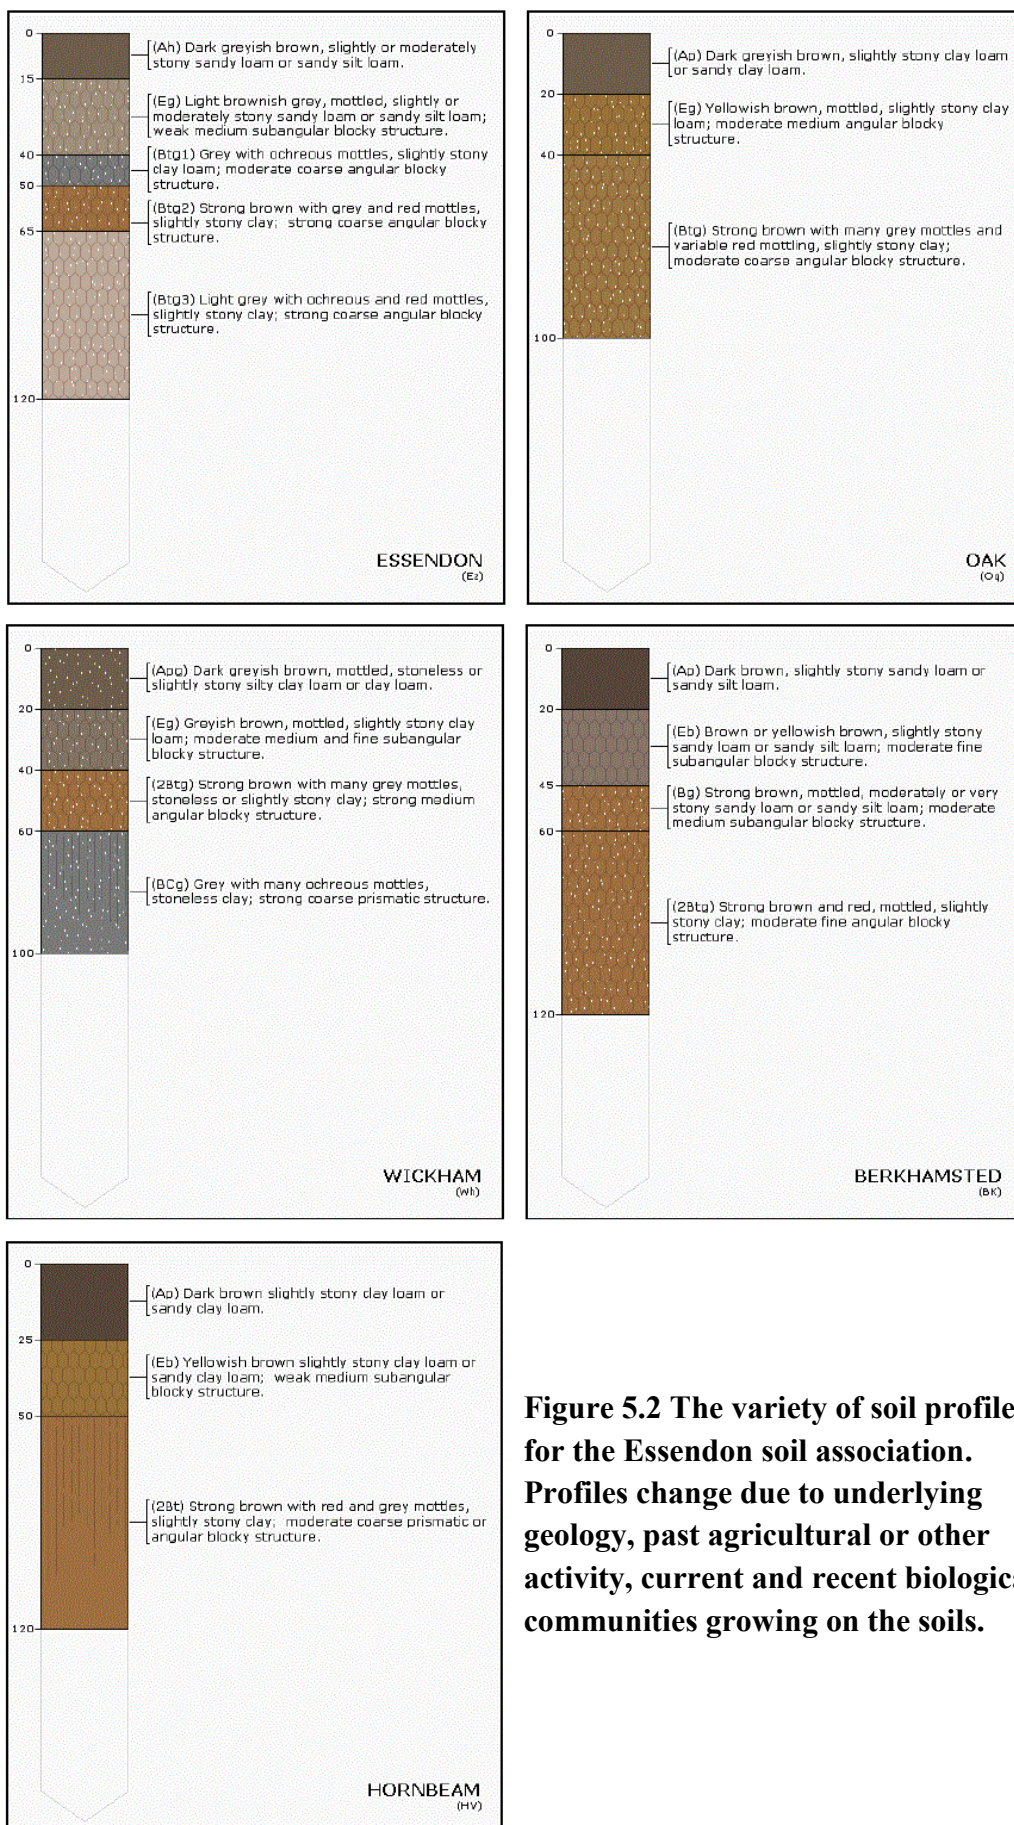 0
(Ah) Dark greyish brown, slightly or moderately
stony sandy loam or sandy silt loam.
15
(Eg) Light brownish grey, mottled, slightly or
moderately stony sandy loam or sandy silt loam;
weak medium subangular blocky structure.
40
(Btg1) Grey with ochreous mottles, slightly stony
clay loam; moderate coarse angular blocky
structure.
50
(Btg2) Strong brown with grey and red mottles,
slightly stony clay; strong coarse angular blocky
structure.
65
(Btg3) Light grey with ochreous and red mottles,
slightly stony clay; strong coarse angular blocky
structure.
120
ESSENDON
(Ez)
0
(Ap) Dark greyish brown, slightly stony clay loam
or sandy clay loam.
20
(Eg) Yellowish brown, mottled, slightly stony clay
loam; moderate medium angular blocky
structure.
40
(Btg) Strong brown with many grey mottles and
variable red mottling, slightly stony clay;
moderate coarse angular blocky structure.
100
OAK
(Oq)
0
(Apg) Dark greyish brown, mottled, stoneless or
slightly stony silty clay loam or clay loam.
20
(Eg) Greyish brown, mottled, slightly stony clay
loam; moderate medium and fine subangular
blocky structure.
40
(2Btg) Strong brown with many grey mottles,
stoneless or slightly stony clay; strong medium
angular blocky structure.
60
(BCg) Grey with many ochreous mottles,
stoneless clay; strong coarse prismatic structure.
100
WICKHAM
(Wh)
0
(Ap) Dark brown, slightly stony sandy loam or
sandy silt loam.
20
(Eb) Brown or yellowish brown, slightly stony
sandy loam or sandy silt loam; moderate fine
subangular blocky structure.
45
(Bg) Strong brown, mottled, moderately or very
stony sandy loam or sandy silt loam; moderate
medium subangular blocky structure.
60
(2Btg) Strong brown and red, mottled, slightly
stony clay; moderate fine angular blocky
structure.
120
BERKHAMSTED
(BK)
0
(Ap) Dark brown slightly stony clay loam or
sandy clay loam.
25
(Eb) Yellowish brown slightly stony clay loam or
sandy clay loam; weak medium subangular
blocky structure.
50
(2Bt) Strong brown with red and grey mottles,
slightly stony clay; moderate coarse prismatic or
angular blocky structure.
120
HORNBEAM
(HV)
Figure 5.2 The variety of soil profile
for the Essendon soil association.
Profiles change due to underlying
geology, past agricultural or other
activity, current and recent biologic
communities growing on the soils.